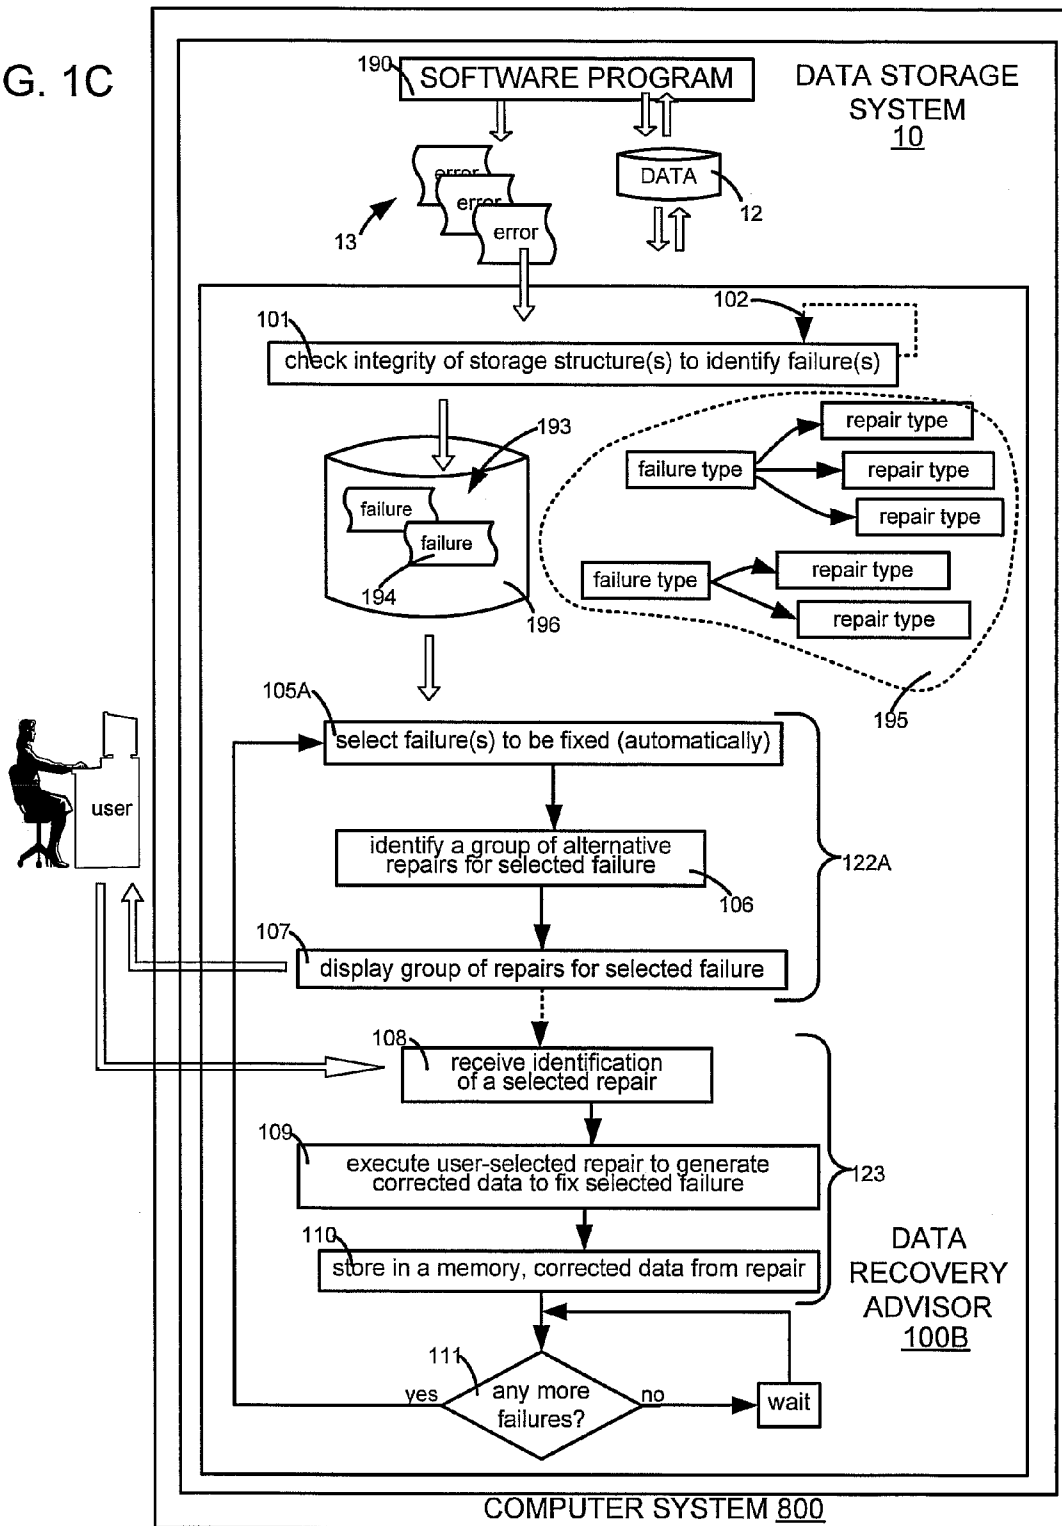 G. 1C
190
SOFTWARE PROGRAM
DATA STORAGE
SYSTEM
10
error
error
error
13
DATA
12
102
101
check integrity of storage structure(s) to identify failure(s)
193
failure
failure
194
196
failure type
repair type
repair type
repair type
failure type
repair type
repair type
195
105A
select failure(s) to be fixed (automatically)
user
identify a group of alternative
repairs for selected failure
106
122A
107
display group of repairs for selected failure
108
receive identification
of a selected repair
109
execute user-selected repair to generate
corrected data to fix selected failure
123
110
store in a memory, corrected data from repair
DATA
RECOVERY
ADVISOR
100B
111
yes
any more
failures?
no
wait
COMPUTER SYSTEM 800